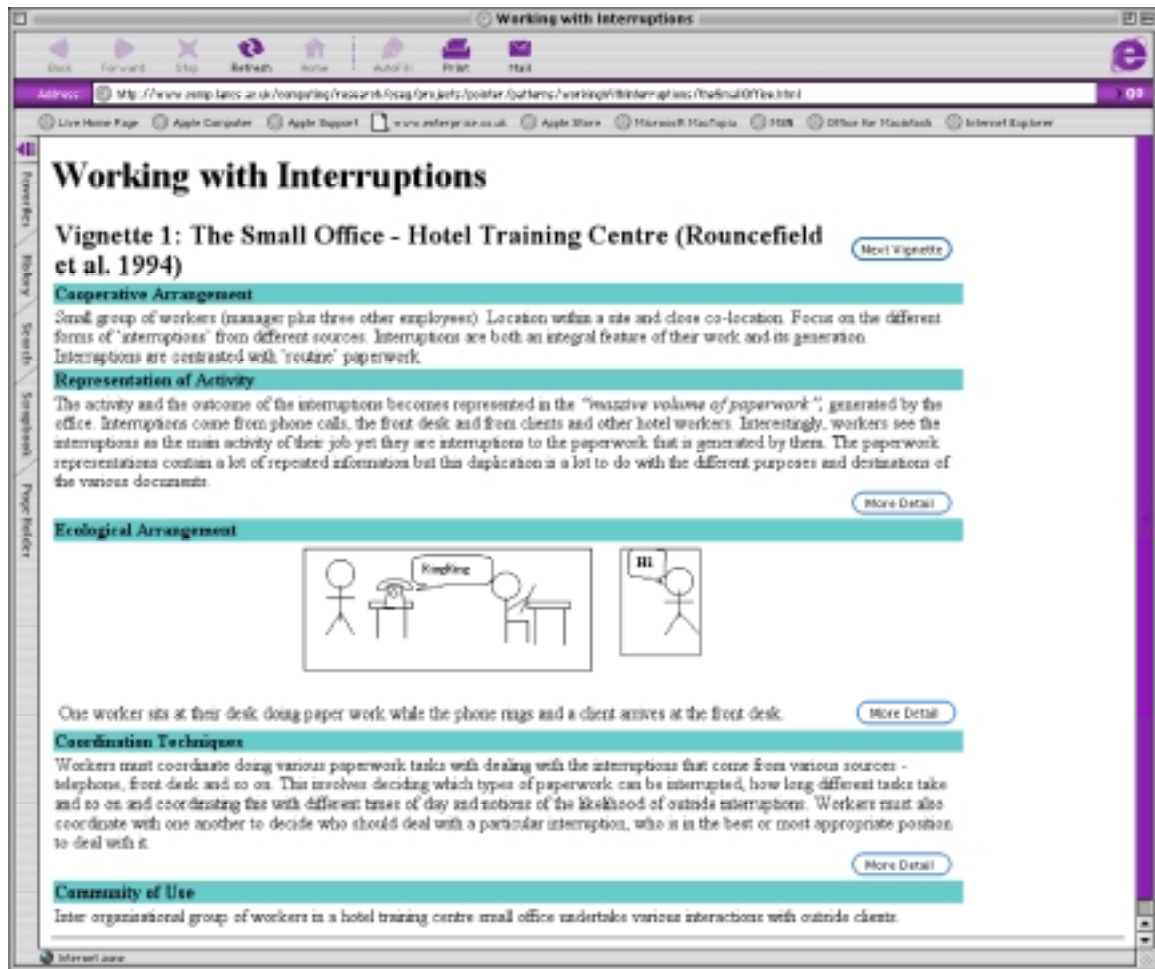 Working with Interruptions
Back Forward Stop Refresh Home AutoFill Print Mail
Address
GO
Live Home Page Apple Computer Apple Support www.enterprise.co.uk Apple Store Microsoft MacTopia MSN Office for Macintosh Internet Explorer
Favorites
History
Search
Scrapbook
Page Holder
Working with Interruptions
Vignette 1: The Small Office - Hotel Training Centre (Rouncefield
et al. 1994)
Next Vignette
Cooperative Arrangement
Small group of workers (manager plus three other employees). Location within a site and close co-location. Focus on the different
forms of 'interruptions' from different sources. Interruptions are both an integral feature of their work and its generation.
Interruptions are contrasted with 'routine' paperwork.
Representation of Activity
The activity and the outcome of the interruptions becomes represented in the "massive volume of paperwork", generated by the
office. Interruptions come from phone calls, the front desk and from clients and other hotel workers. Interestingly, workers see the
interruptions as the main activity of their job yet they are interruptions to the paperwork that is generated by them. The paperwork
representations contain a lot of repeated information but this duplication is a lot to do with the different purposes and destinations of
the various documents.
More Detail
Ecological Arrangement
RingRing
Hi
One worker sits at their desk doing paper work while the phone rings and a client arrives at the front desk.
More Detail
Coordination Techniques
Workers must coordinate doing various paperwork tasks with dealing with the interruptions that come from various sources -
telephone, front desk and so on. This involves deciding which types of paperwork can be interrupted, how long different tasks take
and so on and coordinating this with different times of day and notions of the likelihood of outside interruptions. Workers must also
coordinate with one another to decide who should deal with a particular interruption, who is in the best or most appropriate position
to deal with it.
More Detail
Community of Use
Inter organisational group of workers in a hotel training centre small office undertake various interactions with outside clients.
Internet zone